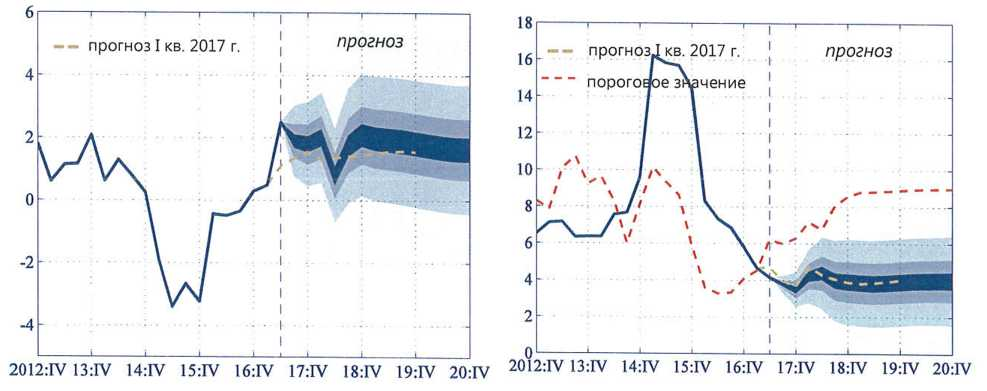 6
4
2
0
-2
-4
прогноз I кв. 2017 г.
прогноз
2012:IV 13:IV 14:IV 15:IV 16:IV 17:IV 18:IV 19:IV 20:IV
18
16
14
12
10
8
6
4
2
0
прогноз I кв. 2017 г.
пороговое значение
прогноз
2012:IV 13:IV 14:IV 15:IV 16:IV 17:IV 18:IV 19:IV 20:IV